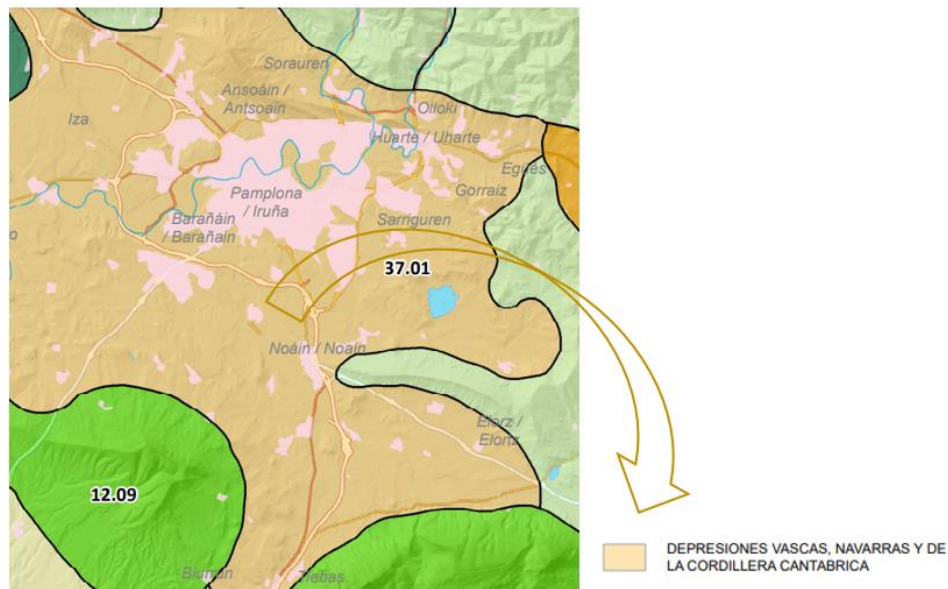 Sorauren
Ansoáin /
Antsoain
Olloki
Iza
Huarte / Uharte
Egüés
Gorraiz
Pamplona
/ Iruña
Sarriguren
Barañáin
/ Barañain
o
37.01
Noáin / Noain
Elorz /
Elortz
12.09
Biurrun
Tiebas
DEPRESIONES VASCAS, NAVARRAS Y DE
LA CORDILLERA CANTABRICA